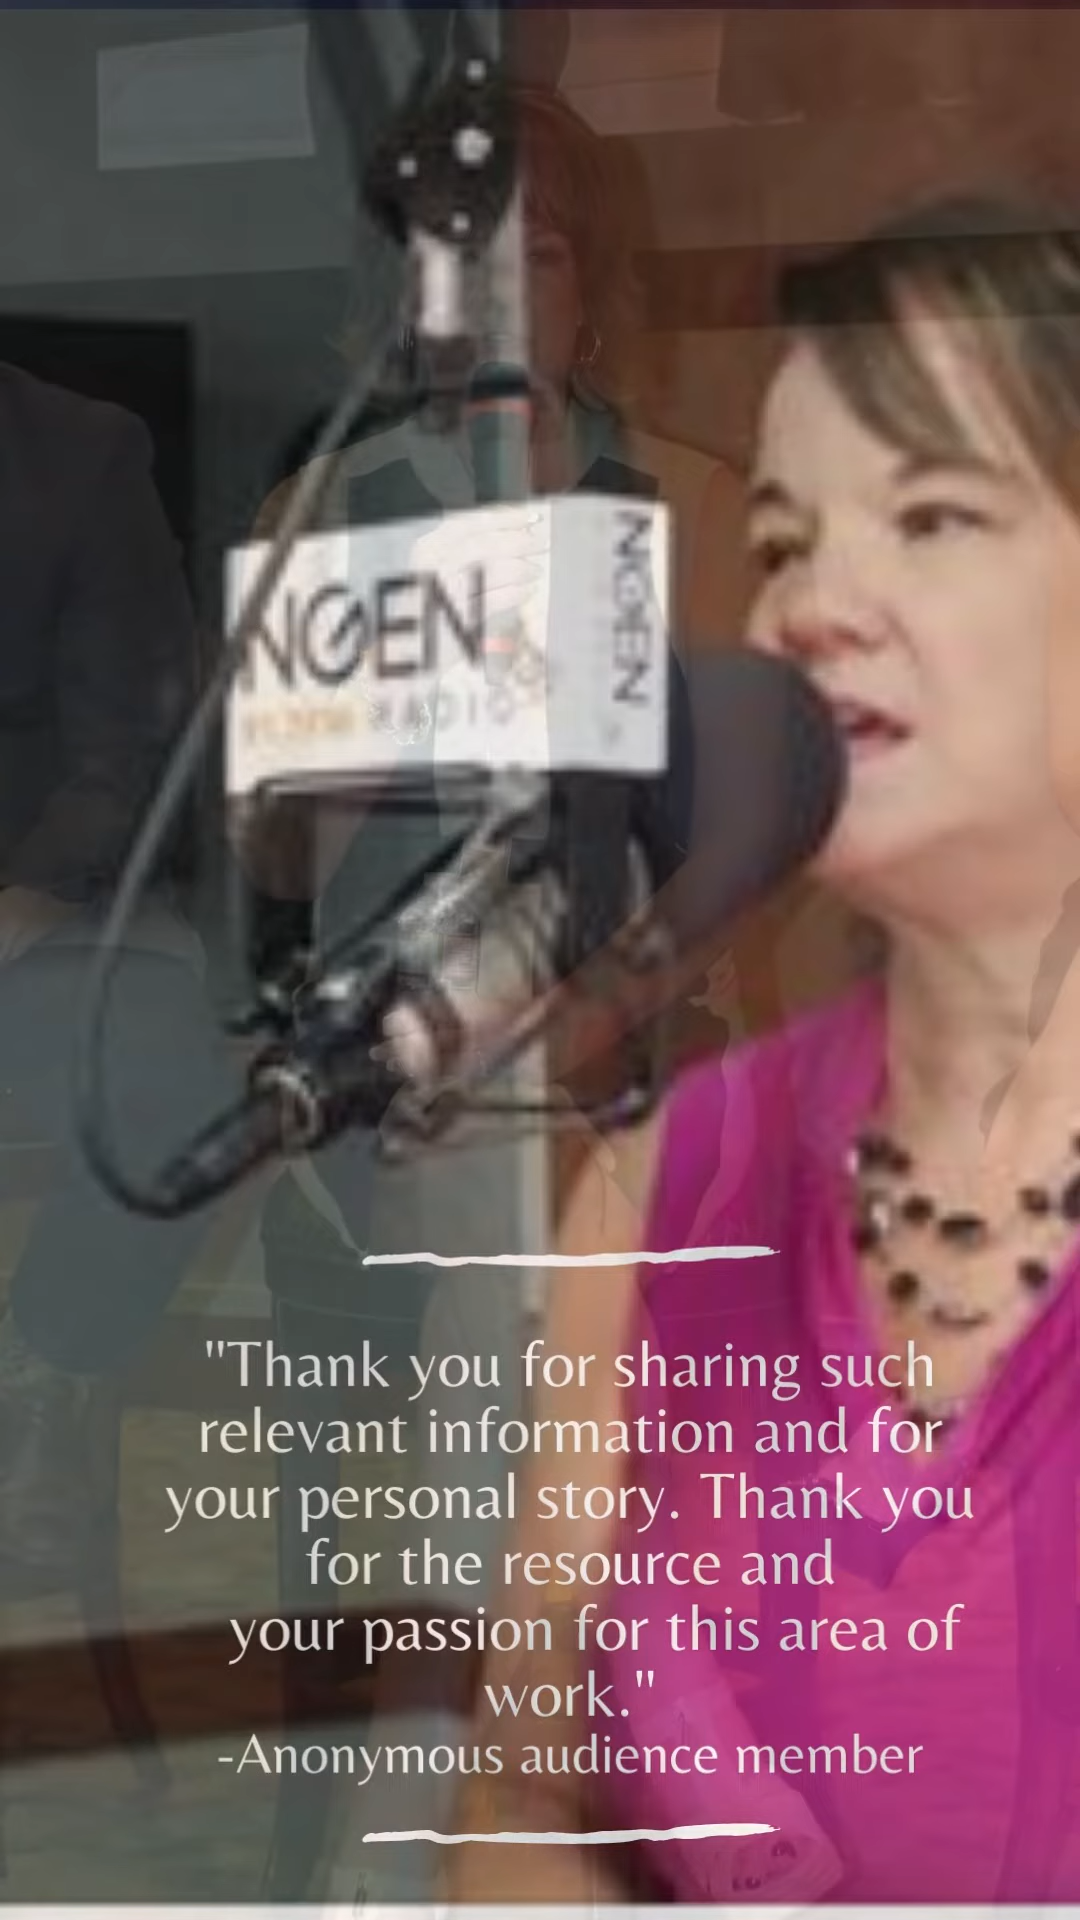 NGEN
NGEN
RADIO
"Thank you for sharing such
relevant information and for
your personal story. Thank you
for the resource and
your passion for this area of
work."
-Anonymous audience member